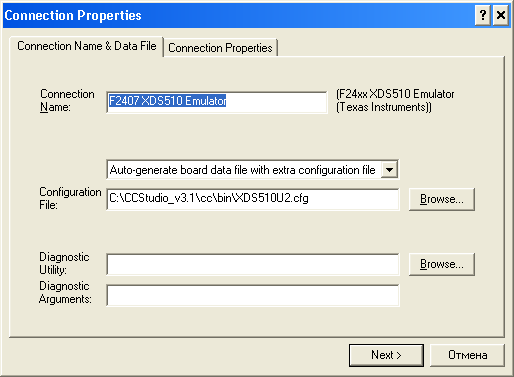 Connection Properties
Connection Name & Data File
Connection Properties
Connection Name:
F2407 XDS510 Emulator
(F24xx XDS510 Emulator
(Texas Instruments))
Auto-generate board data file with extra configuration file
Configuration File:
C:\CCStudio_v3.1\cc\bin\XDS510U2.cfg
Browse...
Diagnostic Utility:
Browse...
Diagnostic Arguments:
Next >
Отмена